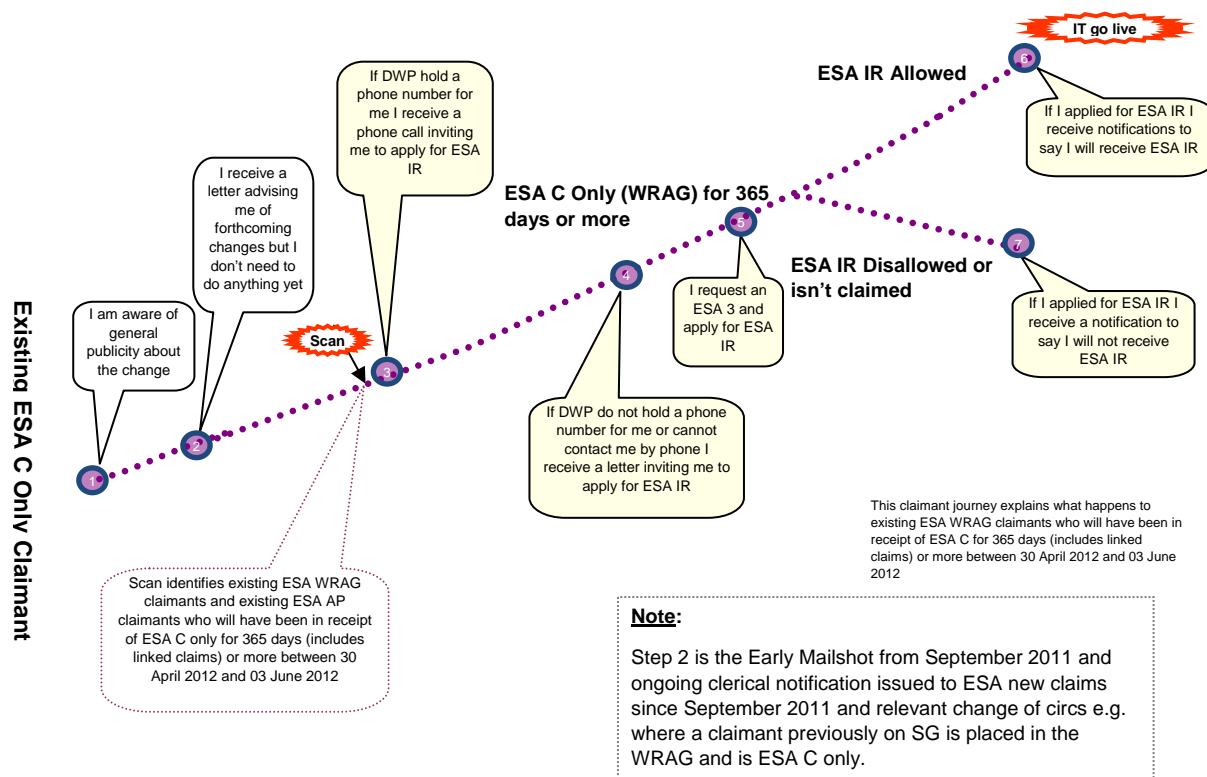 IT go live
ESA IR Allowed
6
If DWP hold a
phone number for
me I receive a
phone call inviting
me to apply for ESA
IR
If I applied for ESA IR I
receive notifications to
say I will receive ESA IR
I receive a
letter advising
me of
forthcoming
changes but I
don't need to
do anything yet
ESA C Only (WRAG) for 365
days or more
5
7
ESA IR Disallowed or
isn't claimed
4
I request an
ESA 3 and
apply for ESA
IR
If I applied for ESA IR I
receive a notification to
say I will not receive
ESA IR
Existing ESA C Only Claimant
I am aware of
general
publicity about
the change
Scan
3
If DWP do not hold a phone
number for me or cannot
contact me by phone I
receive a letter inviting me to
apply for ESA IR
2
1
This claimant journey explains what happens to
existing ESA WRAG claimants who will have been in
receipt of ESA C for 365 days (includes linked
claims) or more between 30 April 2012 and 03 June
2012
Scan identifies existing ESA WRAG
claimants and existing ESA AP
claimants who will have been in receipt
of ESA C only for 365 days (includes
linked claims) or more between 30
April 2012 and 03 June 2012
Note:
Step 2 is the Early Mailshot from September 2011 and
ongoing clerical notification issued to ESA new claims
since September 2011 and relevant change of circs e.g.
where a claimant previously on SG is placed in the
WRAG and is ESA C only.